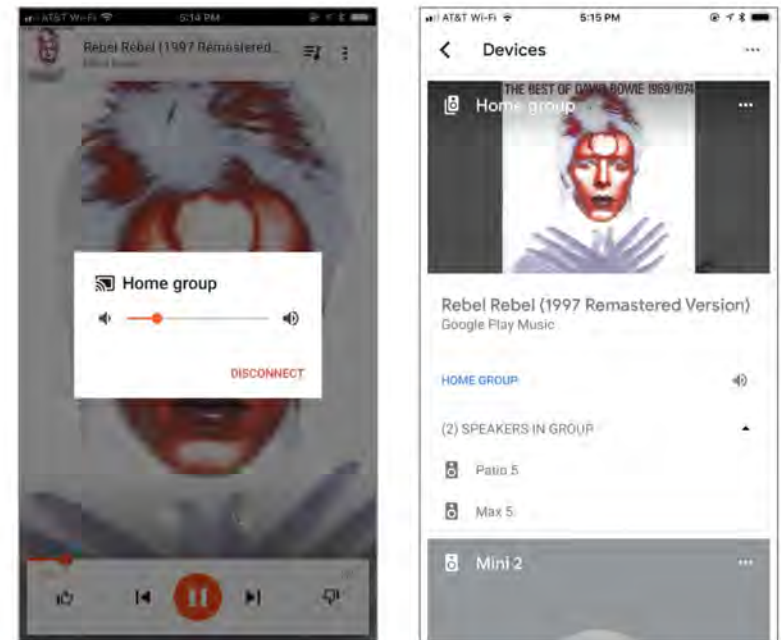 AT&T Wi-Fi 5:14 PM
Rebel Rebel (1997 Remastered...
Home group
DISCONNECT
AT&T Wi-Fi 5:15 PM
Devices
THE BEST OF DAVID BOWIE 1969/1974
Home group
Rebel Rebel (1997 Remastered Version)
Google Play Music
HOME GROUP
(2) SPEAKERS IN GROUP
Patio 5
Max 5
Mini 2